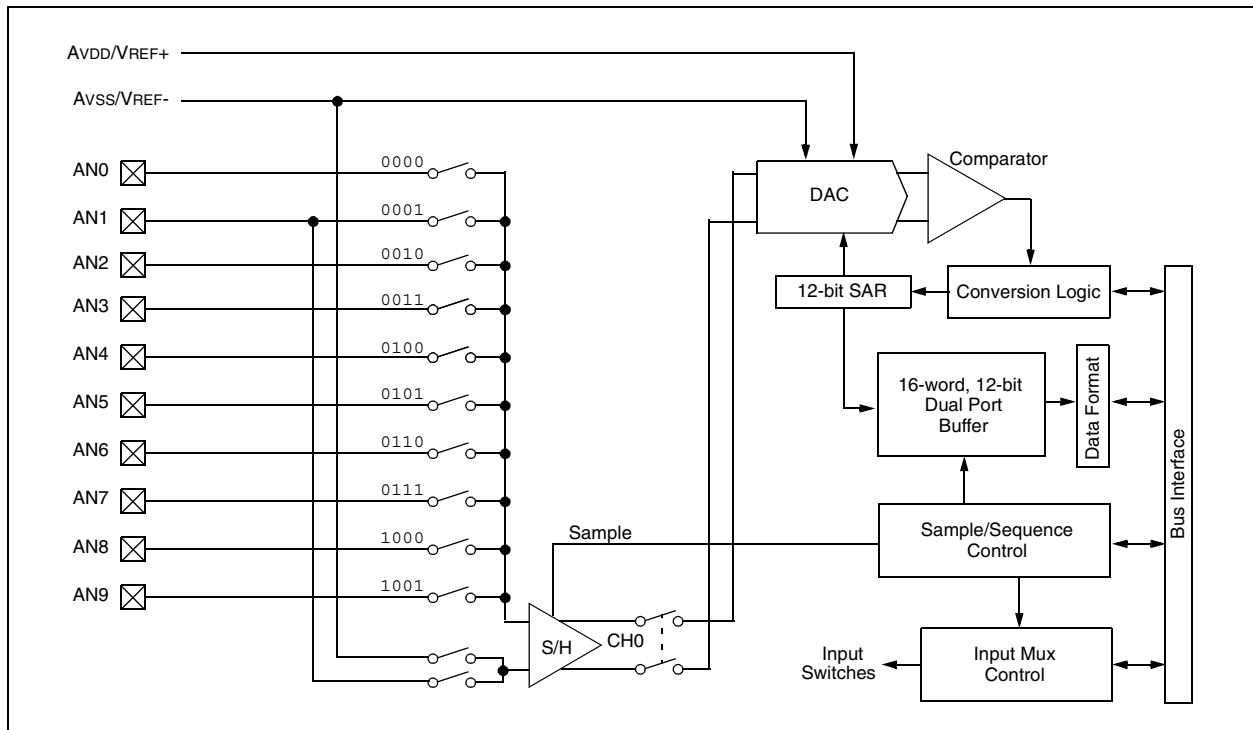 AVDD/VREF+
AVSS/VREF-
AN0
0000
AN1
0001
AN2
0010
AN3
0011
AN4
0100
AN5
0101
AN6
0110
AN7
0111
AN8
1000
AN9
1001
S/H
CH0
Sample
DAC
Comparator
12-bit SAR
Conversion Logic
16-word, 12-bit
Dual Port
Buffer
Data Format
Bus Interface
Sample/Sequence
Control
Input
Switches
Input Mux
Control